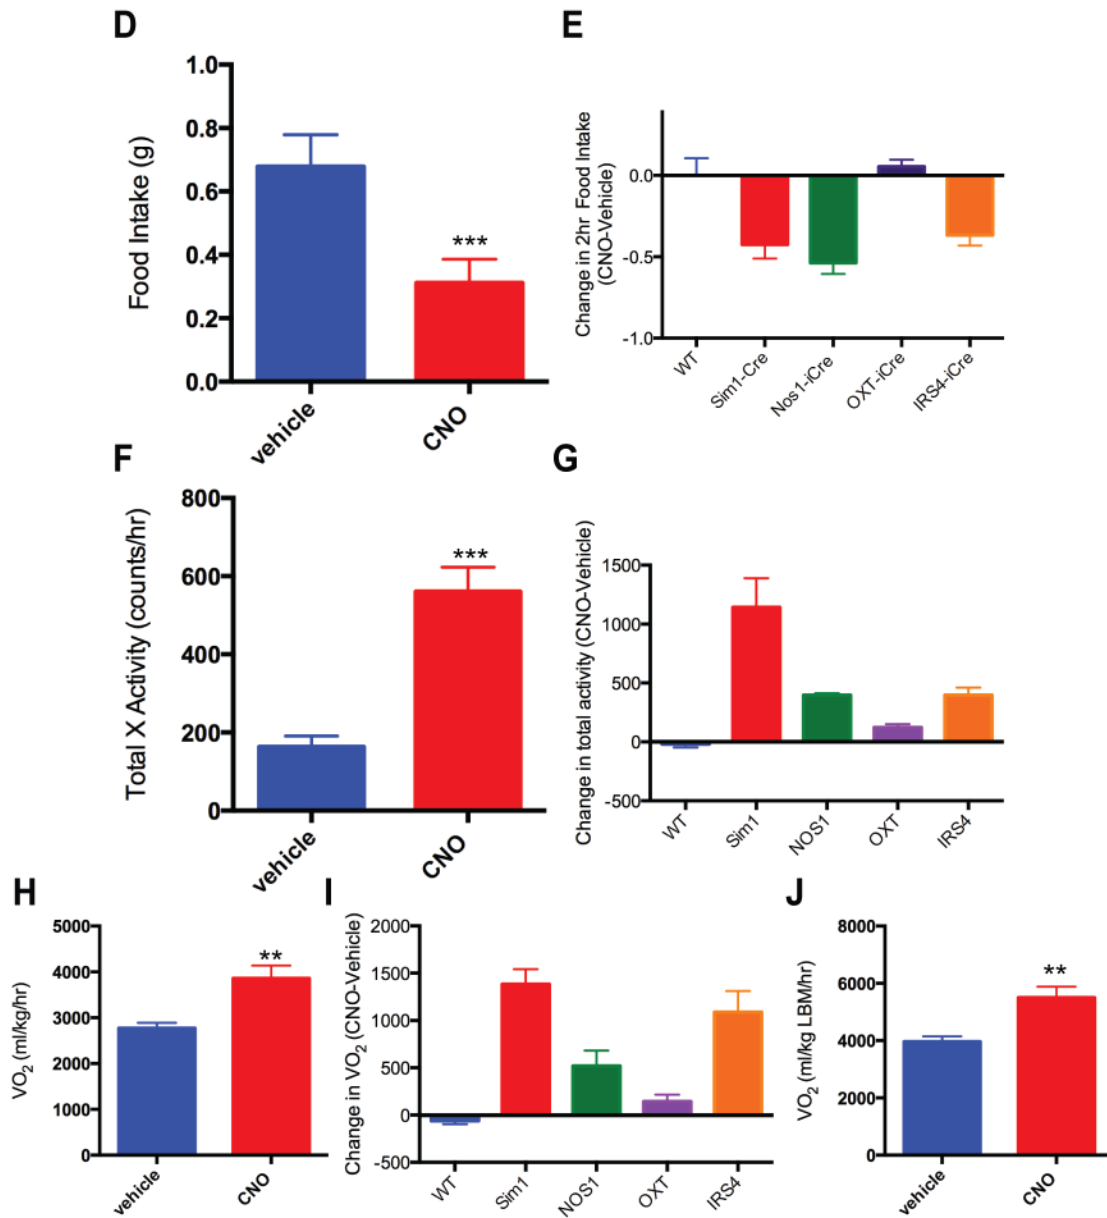 D
Food Intake (g)
1.0
0.8
0.6
0.4
0.2
0.0
***
vehicle
CNO
E
Change in 2hr Food Intake
(CNO-Vehicle)
0.0
-0.5
-1.0
WT
Sim1-Cre
Nos1-iCre
OXT-iCre
IRS4-iCre
F
Total X Activity (counts/hr)
800
600
400
200
0
***
vehicle
CNO
G
Change in total activity (CNO-Vehicle)
1500
1000
500
0
-500
WT
Sim1
NOS1
OXT
IRS4
H
VO2 (ml/kg/hr)
5000
4000
3000
2000
1000
0
**
vehicle
CNO
I
Change in VO2 (CNO-Vehicle)
2000
1500
1000
500
0
-500
WT
Sim1
NOS1
OXT
IRS4
J
VO2 (ml/kg LBM/hr)
8000
6000
4000
2000
0
**
vehicle
CNO